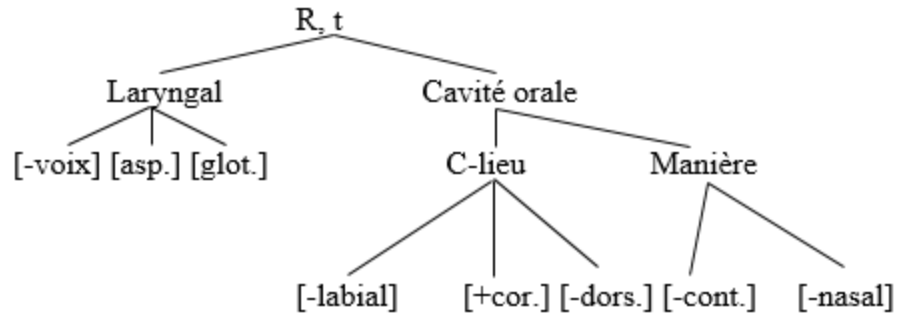 R, t
Laryngal Cavité orale
[-voix] [asp.] [glot.] C-lieu Manière
[-labial] [+cor.] [-dors.] [-cont.] [-nasal]